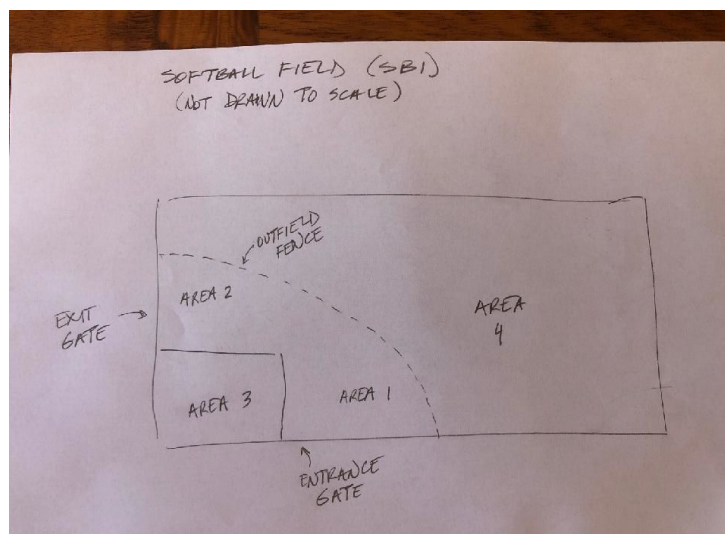 SOFTBALL FIELD (SB1)
(NOT DRAWN TO SCALE)
OUTFIELD
FENCE
AREA 2
EXIT
GATE
AREA
4
AREA 3
AREA 1
ENTRANCE
GATE